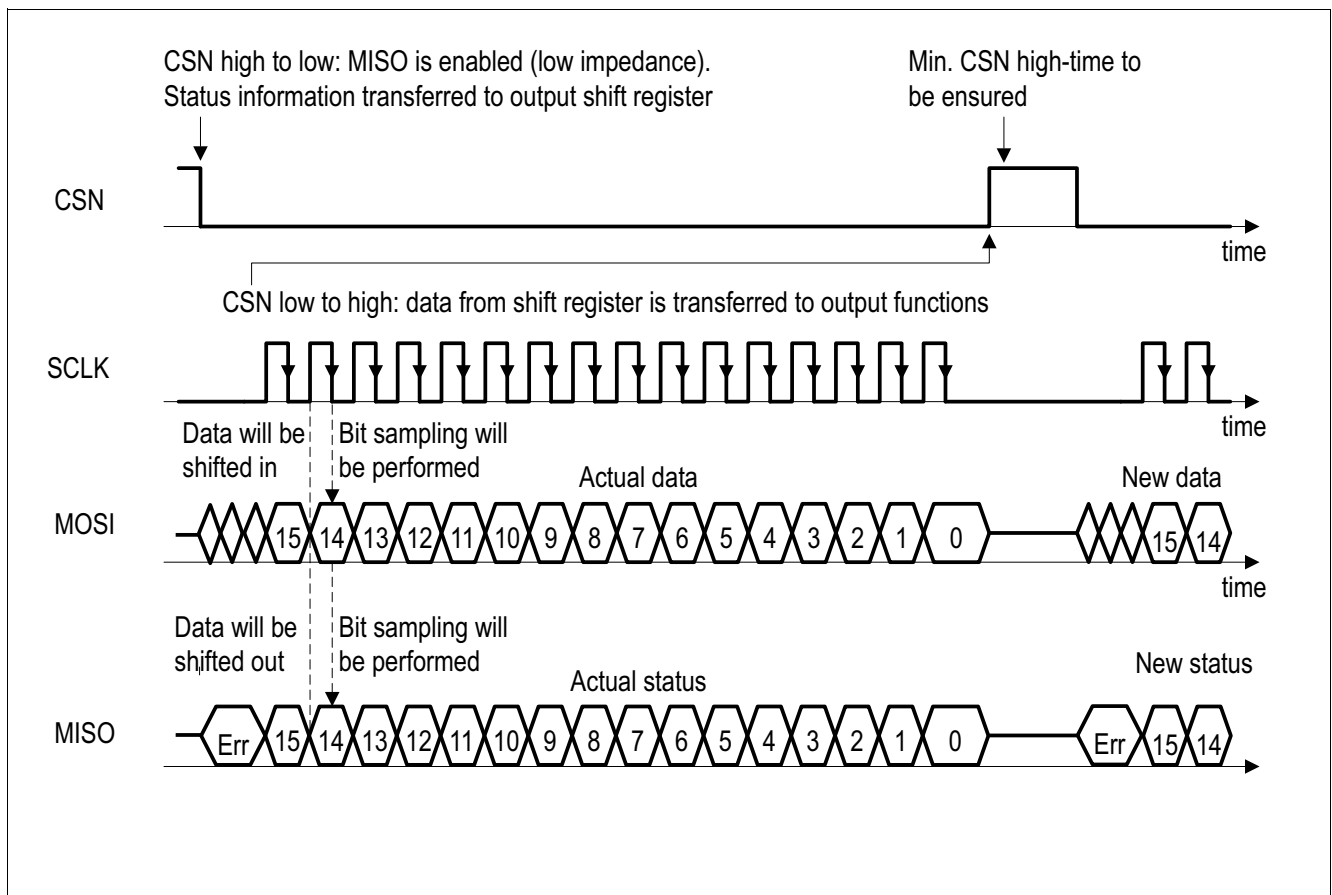 CSN high to low: MISO is enabled (low impedance).
Status information transferred to output shift register
Min. CSN high-time to
be ensured
CSN
time
CSN low to high: data from shift register is transferred to output functions
SCLK
time
Data will be
shifted in
Bit sampling will
be performed
Actual data
New data
MOSI
15 14 13 12 11 10 9 8 7 6 5 4 3 2 1 0
15 14
time
Data will be
shifted out
Bit sampling will
be performed
Actual status
New status
MISO
Err 15 14 13 12 11 10 9 8 7 6 5 4 3 2 1 0
Err 15 14